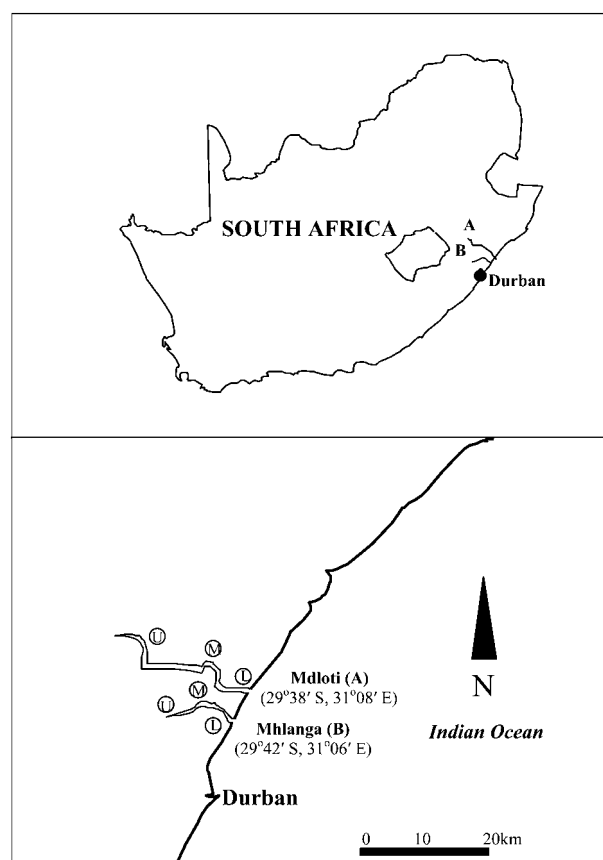 SOUTH AFRICA
A
B
Durban
U
M
L
Mdloti (A)
(29°38' S, 31°08' E)
M
U
L
Mhlanga (B)
(29°42' S, 31°06' E)
N
Indian Ocean
Durban
0 10 20km